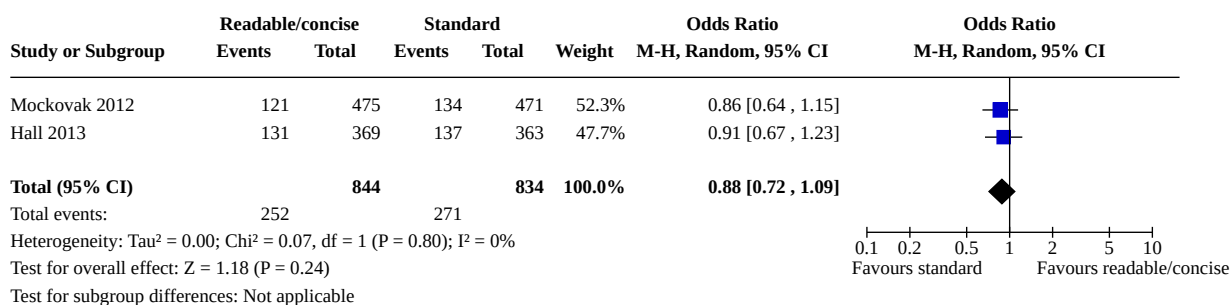 Readable/concise Standard Odds Ratio Odds Ratio
Study or Subgroup Events Total Events Total Weight M-H, Random, 95% CI M-H, Random, 95% CI
Mockovak 2012 121 475 134 471 52.3% 0.86 [0.64 , 1.15]
Hall 2013 131 369 137 363 47.7% 0.91 [0.67 , 1.23]
Total (95% CI) 844 834 100.0% 0.88 [0.72 , 1.09]
Total events: 252 271
Heterogeneity: Tau² = 0.00; Chi² = 0.07, df = 1 (P = 0.80); I² = 0%
0.1 0.2 0.5 1 2 5 10
Test for overall effect: Z = 1.18 (P = 0.24) Favours standard Favours readable/concise
Test for subgroup differences: Not applicable